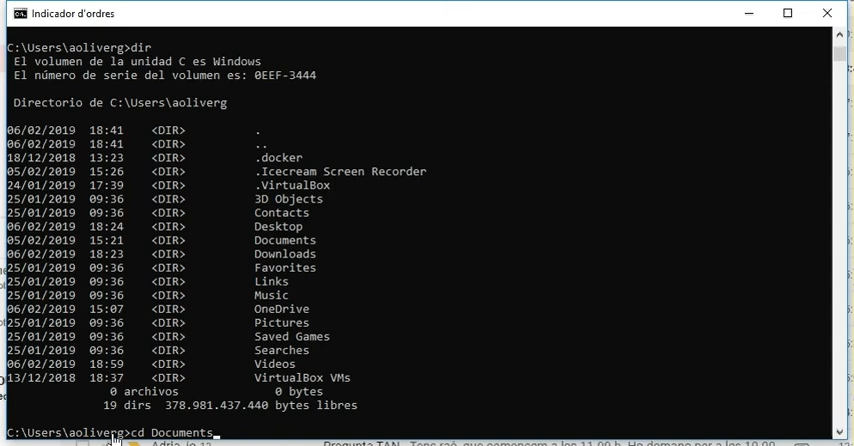 Indicador d'ordres
C:\Users\aoliverg>dir
El volumen de la unidad C es Windows
El número de serie del volumen es: 0EEF-3444
Directorio de C:\Users\aoliverg
06/02/2019 18:41 <DIR> .
06/02/2019 18:41 <DIR> ..
18/12/2018 13:23 <DIR> .docker
05/02/2019 15:26 <DIR> .Icecream Screen Recorder
24/01/2019 17:39 <DIR> .VirtualBox
25/01/2019 09:36 <DIR> 3D Objects
25/01/2019 09:36 <DIR> Contacts
06/02/2019 18:24 <DIR> Desktop
05/02/2019 15:21 <DIR> Documents
06/02/2019 18:23 <DIR> Downloads
25/01/2019 09:36 <DIR> Favorites
25/01/2019 09:36 <DIR> Links
25/01/2019 09:36 <DIR> Music
06/02/2019 15:07 <DIR> OneDrive
25/01/2019 09:36 <DIR> Pictures
25/01/2019 09:36 <DIR> Saved Games
25/01/2019 09:36 <DIR> Searches
06/02/2019 18:59 <DIR> Videos
13/12/2018 18:37 <DIR> VirtualBox VMs
0 archivos 0 bytes
19 dirs 378.981.437.440 bytes libres
C:\Users\aoliverg>cd Documents_